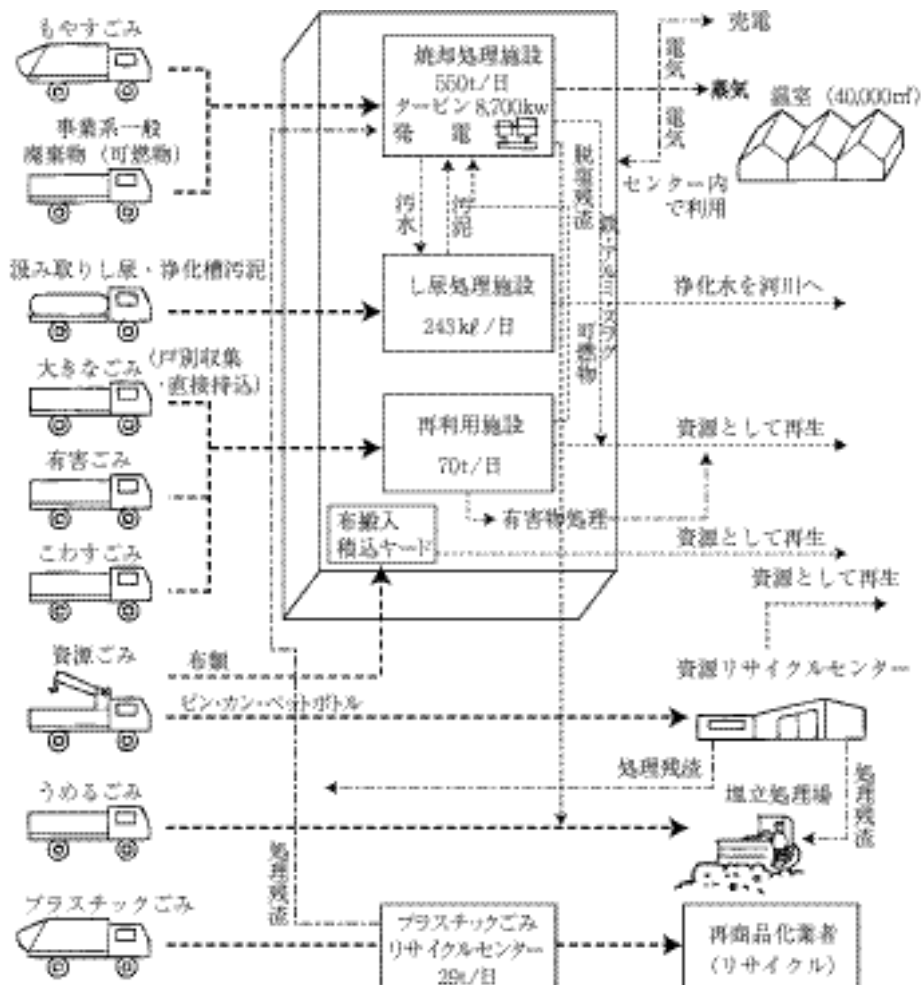 もやすごみ
事業系一般
廃棄物（可燃物）
汲み取りし尿・浄化槽汚泥
大きなごみ（戸別収集
・直接持込）
有害ごみ
こわすごみ
資源ごみ
うめるごみ
プラスチックごみ
焼却処理施設
550t/日
タービン 8,700kw
発　電
汚水
汚泥
し尿処理施設
243kℓ/日
再利用施設
70t/日
布搬入
積込ヤード
有害物処理
布類
ビン・カン・ペットボトル
処理残渣
プラスチックごみ
リサイクルセンター
29t/日
可燃物
鉄・アルミ・スラグ
売電
電気
蒸気
電気
温室（40,000㎡）
センター内
で利用
浄化水を河川へ
資源として再生
資源として再生
資源として再生
資源リサイクルセンター
処理残渣
処理残渣
埋立処理場
再商品化業者
（リサイクル）